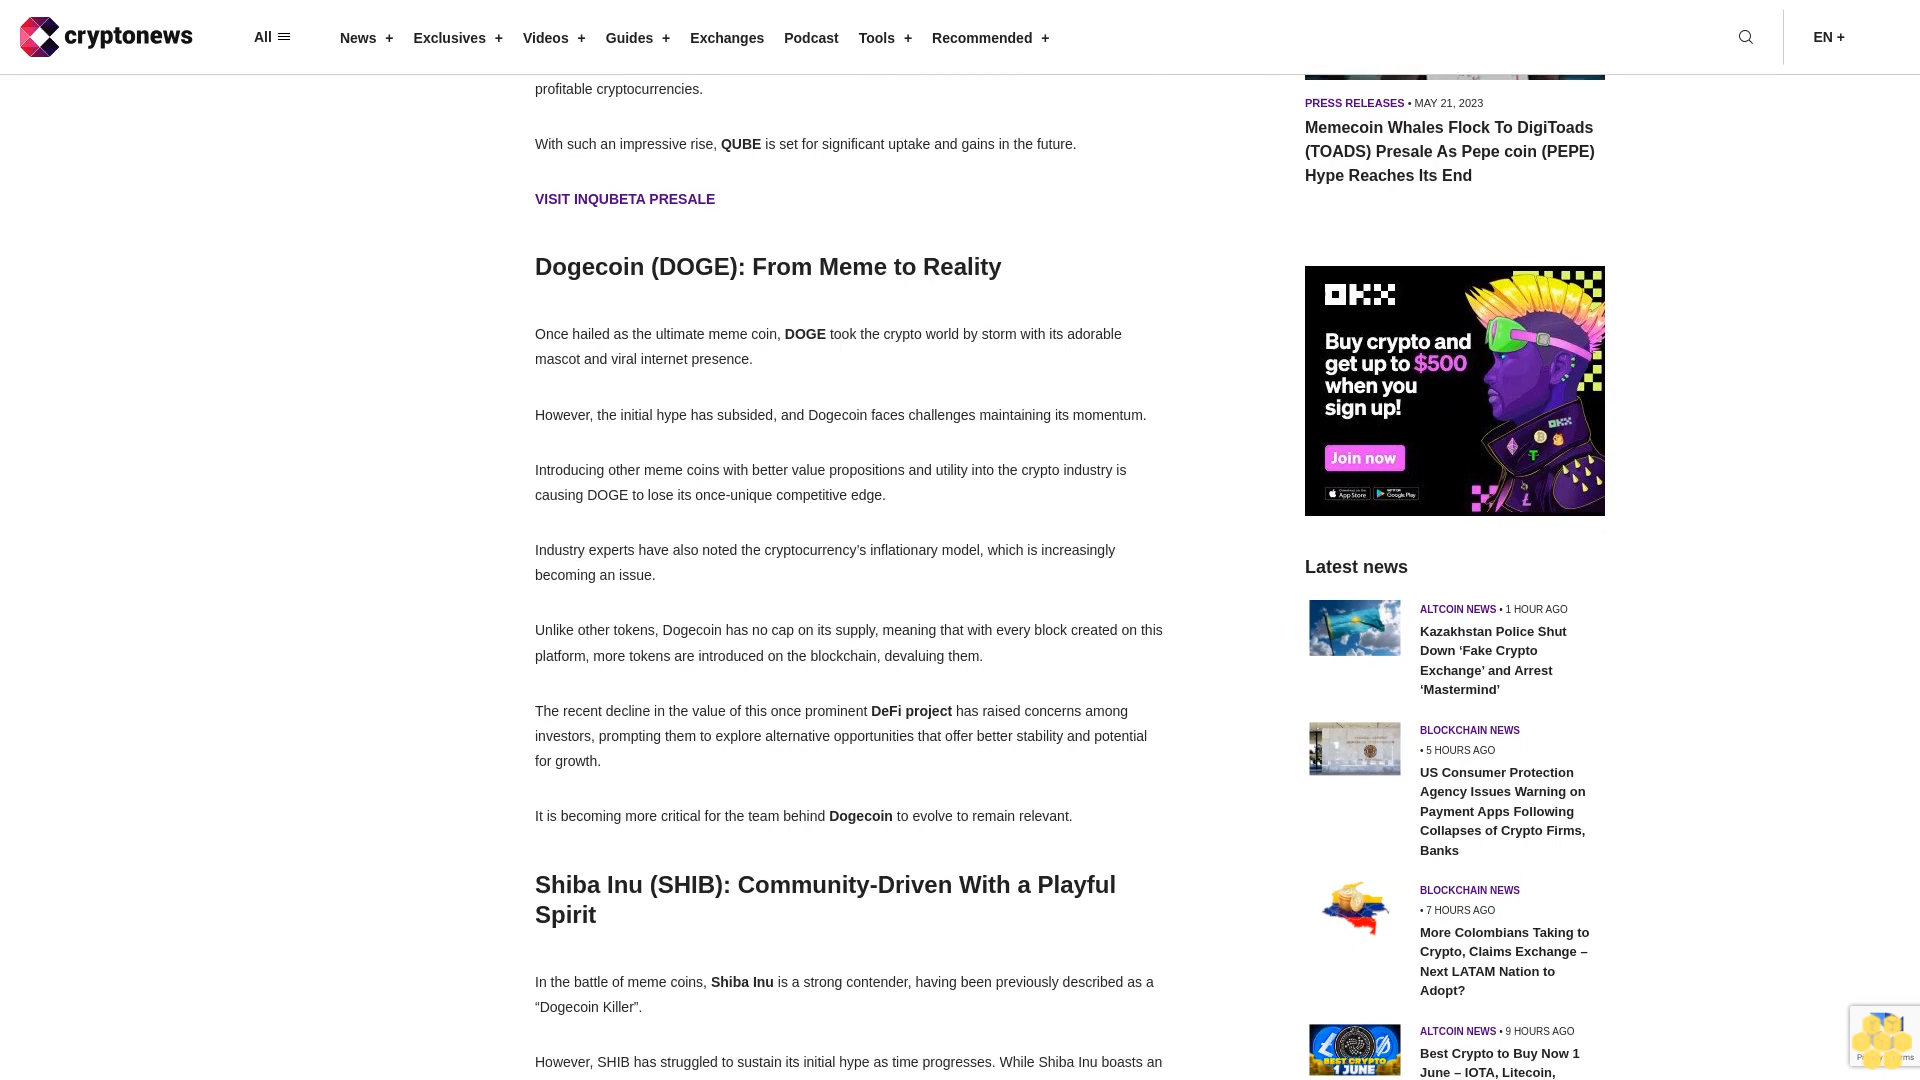 cryptonews
All
News +
Exclusives +
Videos +
Guides +
Exchanges
Podcast
Tools +
Recommended +
EN +
profitable cryptocurrencies.
With such an impressive rise, QUBE is set for significant uptake and gains in the future.
VISIT INQUBETA PRESALE
Dogecoin (DOGE): From Meme to Reality
Once hailed as the ultimate meme coin, DOGE took the crypto world by storm with its adorable
mascot and viral internet presence.
However, the initial hype has subsided, and Dogecoin faces challenges maintaining its momentum.
Introducing other meme coins with better value propositions and utility into the crypto industry is
causing DOGE to lose its once-unique competitive edge.
Industry experts have also noted the cryptocurrency’s inflationary model, which is increasingly
becoming an issue.
Unlike other tokens, Dogecoin has no cap on its supply, meaning that with every block created on this
platform, more tokens are introduced on the blockchain, devaluing them.
The recent decline in the value of this once prominent DeFi project has raised concerns among
investors, prompting them to explore alternative opportunities that offer better stability and potential
for growth.
It is becoming more critical for the team behind Dogecoin to evolve to remain relevant.
Shiba Inu (SHIB): Community-Driven With a Playful
Spirit
In the battle of meme coins, Shiba Inu is a strong contender, having been previously described as a
“Dogecoin Killer”.
However, SHIB has struggled to sustain its initial hype as time progresses. While Shiba Inu boasts an
PRESS RELEASES • MAY 21, 2023
Memecoin Whales Flock To DigiToads
(TOADS) Presale As Pepe coin (PEPE)
Hype Reaches Its End
OKX
Buy crypto and
get up to $500
when you
sign up!
Join now
Download on the App Store
Google Play
OKX
Latest news
ALTCOIN NEWS • 1 HOUR AGO
Kazakhstan Police Shut
Down ‘Fake Crypto
Exchange’ and Arrest
‘Mastermind’
BLOCKCHAIN NEWS
• 5 HOURS AGO
US Consumer Protection
Agency Issues Warning on
Payment Apps Following
Collapses of Crypto Firms,
Banks
BLOCKCHAIN NEWS
• 7 HOURS AGO
More Colombians Taking to
Crypto, Claims Exchange –
Next LATAM Nation to
Adopt?
ALTCOIN NEWS • 9 HOURS AGO
Best Crypto to Buy Now 1
June – IOTA, Litecoin,
BEST CRYPTO
1 JUNE